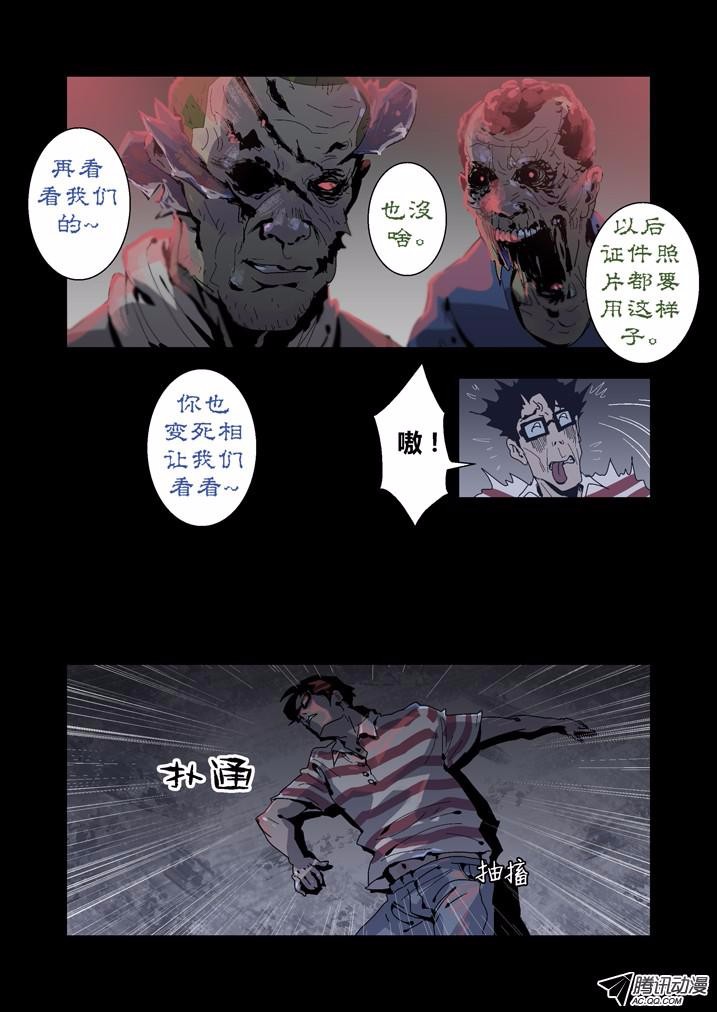 再看
看我们
的~
也没
啥。
以后
证件照
片都要
用这样
子。
你也
变死相
让我们
看看~
嗷！
扑通
抽搐
腾讯动漫
AC.QQ.COM